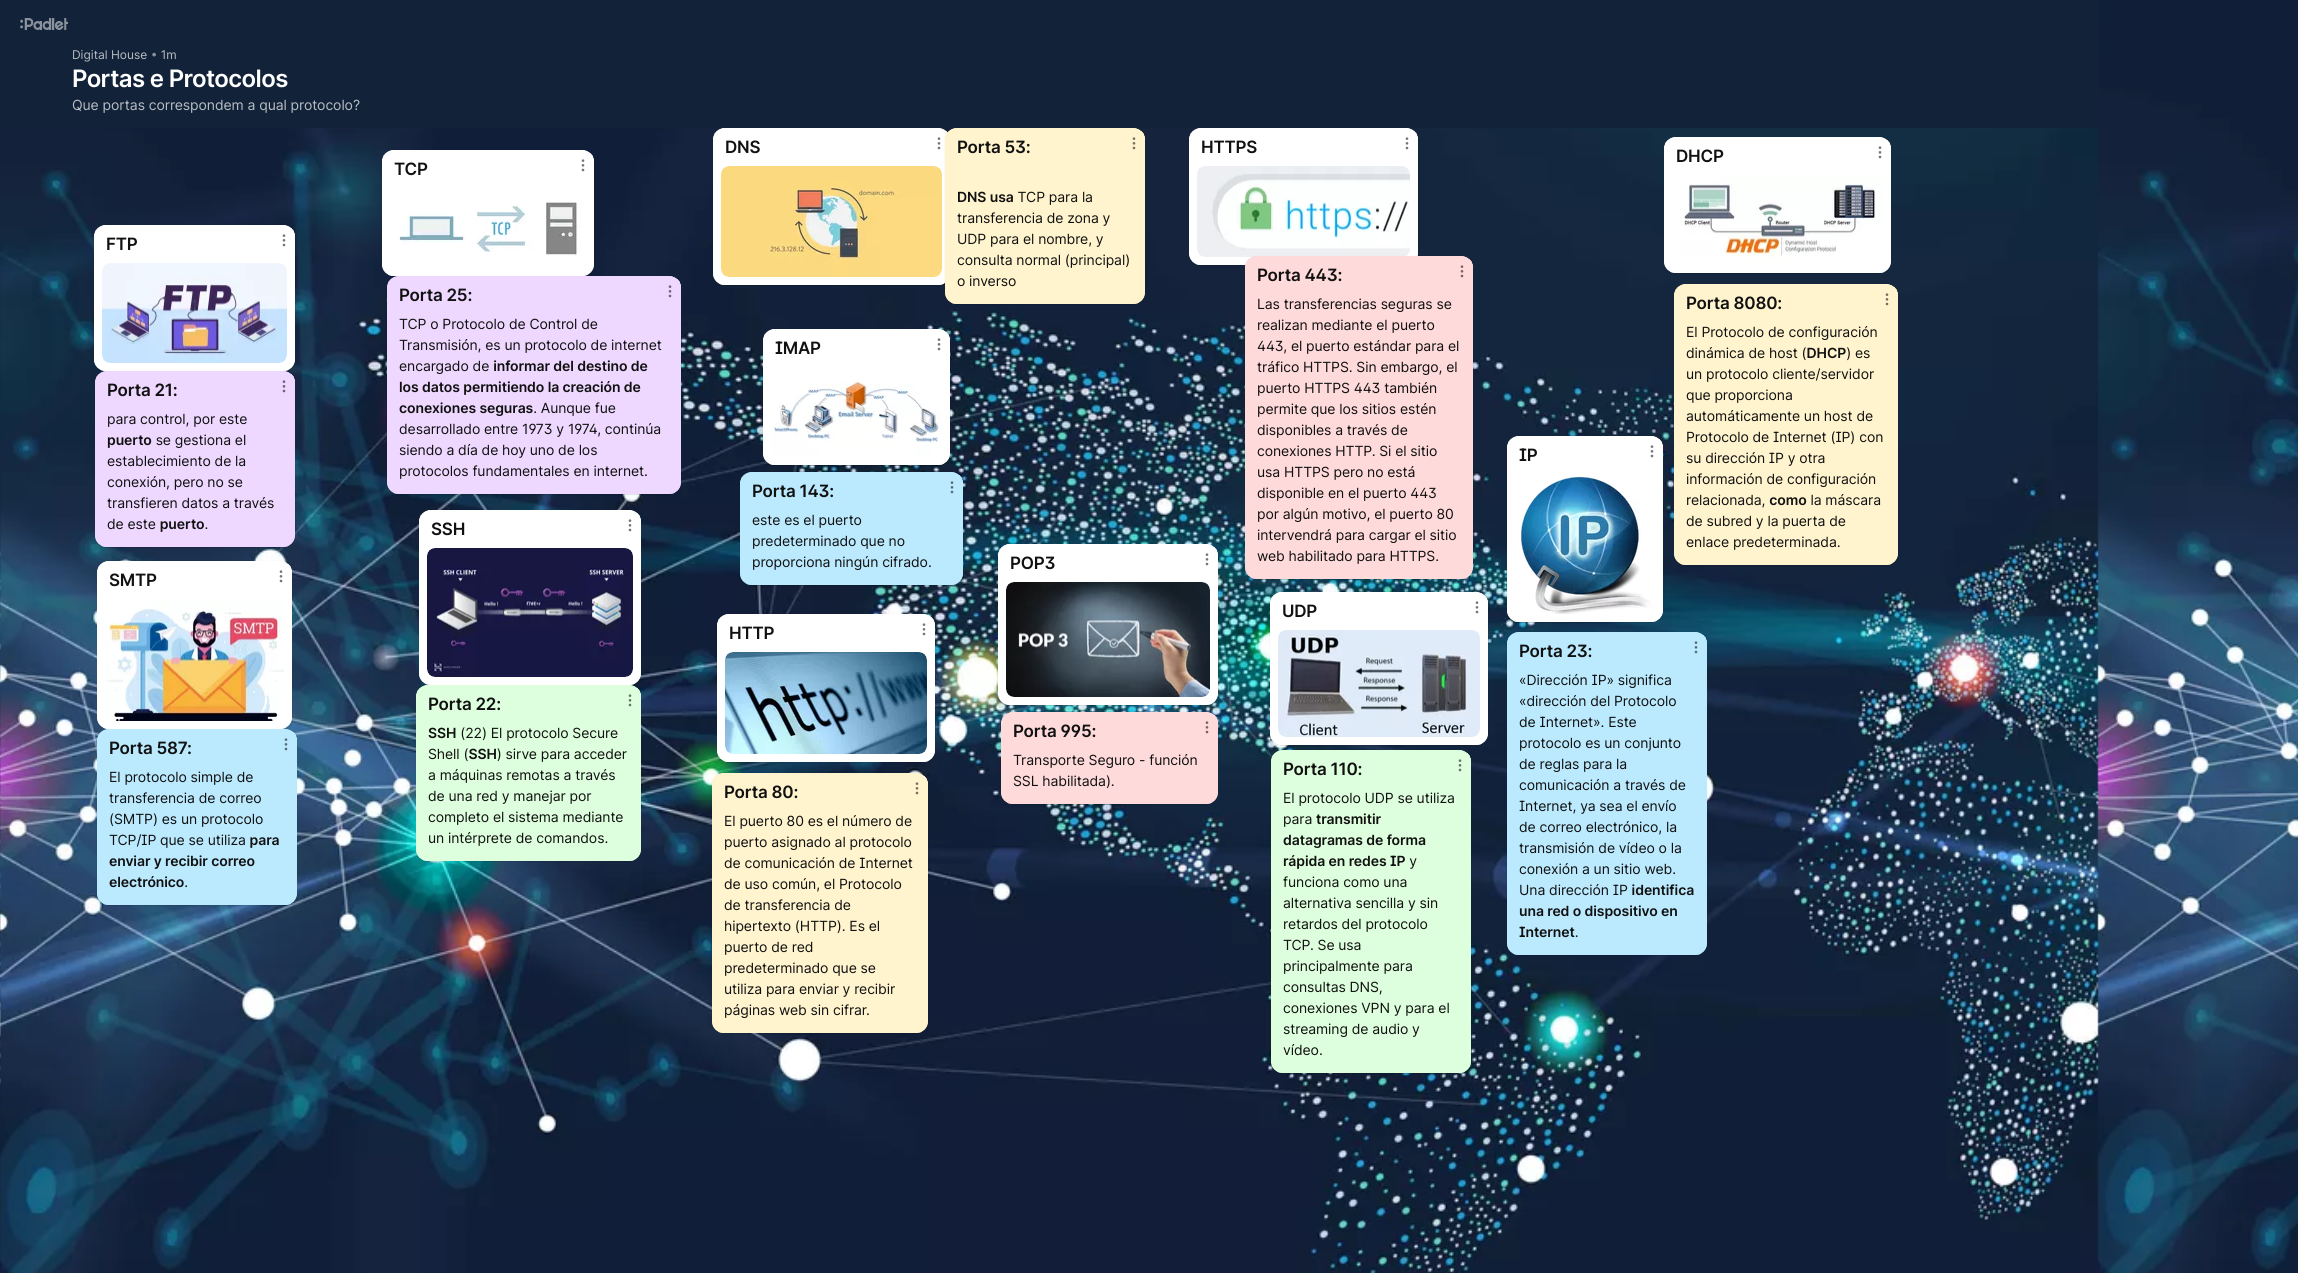 :Padlet
Digital House • 1m
Portas e Protocolos
Que portas correspondem a qual protocolo?
FTP
FTP
Porta 21:
para control, por este
puerto se gestiona el
establecimiento de la
conexión, pero no se
transfieren datos a través
de este puerto.
SMTP
SMTP
Porta 587:
El protocolo simple de
transferencia de correo
(SMTP) es un protocolo
TCP/IP que se utiliza para
enviar y recibir correo
electrónico.
TCP
TCP
Porta 25:
TCP o Protocolo de Control de
Transmisión, es un protocolo de internet
encargado de informar del destino de
los datos permitiendo la creación de
conexiones seguras. Aunque fue
desarrollado entre 1973 y 1974, continúa
siendo a día de hoy uno de los
protocolos fundamentales en internet.
SSH
SSH CLIENT
SSH SERVER
Hello !
Hello !
Porta 22:
SSH (22) El protocolo Secure
Shell (SSH) sirve para acceder
a máquinas remotas a través
de una red y manejar por
completo el sistema mediante
un intérprete de comandos.
DNS
domain.com
216.3.128.12
Porta 53:
DNS usa TCP para la
transferencia de zona y
UDP para el nombre, y
consulta normal (principal)
o inverso
IMAP
IMAP
IMAP
IMAP
IMAP
Email Server
SmartPhone
Desktop PC
Tablet
Desktop PC
Porta 143:
este es el puerto
predeterminado que no
proporciona ningún cifrado.
HTTP
http://www
Porta 80:
El puerto 80 es el número de
puerto asignado al protocolo
de comunicación de Internet
de uso común, el Protocolo
de transferencia de
hipertexto (HTTP). Es el
puerto de red
predeterminado que se
utiliza para enviar y recibir
páginas web sin cifrar.
POP3
POP 3
Porta 995:
Transporte Seguro - función
SSL habilitada).
HTTPS
https://
Porta 443:
Las transferencias seguras se
realizan mediante el puerto
443, el puerto estándar para el
tráfico HTTPS. Sin embargo, el
puerto HTTPS 443 también
permite que los sitios estén
disponibles a través de
conexiones HTTP. Si el sitio
usa HTTPS pero no está
disponible en el puerto 443
por algún motivo, el puerto 80
intervendrá para cargar el sitio
web habilitado para HTTPS.
UDP
UDP
Request
Response
Response
Client
Server
Porta 110:
El protocolo UDP se utiliza
para transmitir
datagramas de forma
rápida en redes IP y
funciona como una
alternativa sencilla y sin
retardos del protocolo
TCP. Se usa
principalmente para
consultas DNS,
conexiones VPN y para el
streaming de audio y
vídeo.
IP
IP
Porta 23:
«Dirección IP» significa
«dirección del Protocolo
de Internet». Este
protocolo es un conjunto
de reglas para la
comunicación a través de
Internet, ya sea el envío
de correo electrónico, la
transmisión de vídeo o la
conexión a un sitio web.
Una dirección IP identifica
una red o dispositivo en
Internet.
DHCP
DHCP Client
Router
DHCP Server
DHCP
Dynamic Host
Configuration Protocol
Porta 8080:
El Protocolo de configuración
dinámica de host (DHCP) es
un protocolo cliente/servidor
que proporciona
automáticamente un host de
Protocolo de Internet (IP) con
su dirección IP y otra
información de configuración
relacionada, como la máscara
de subred y la puerta de
enlace predeterminada.